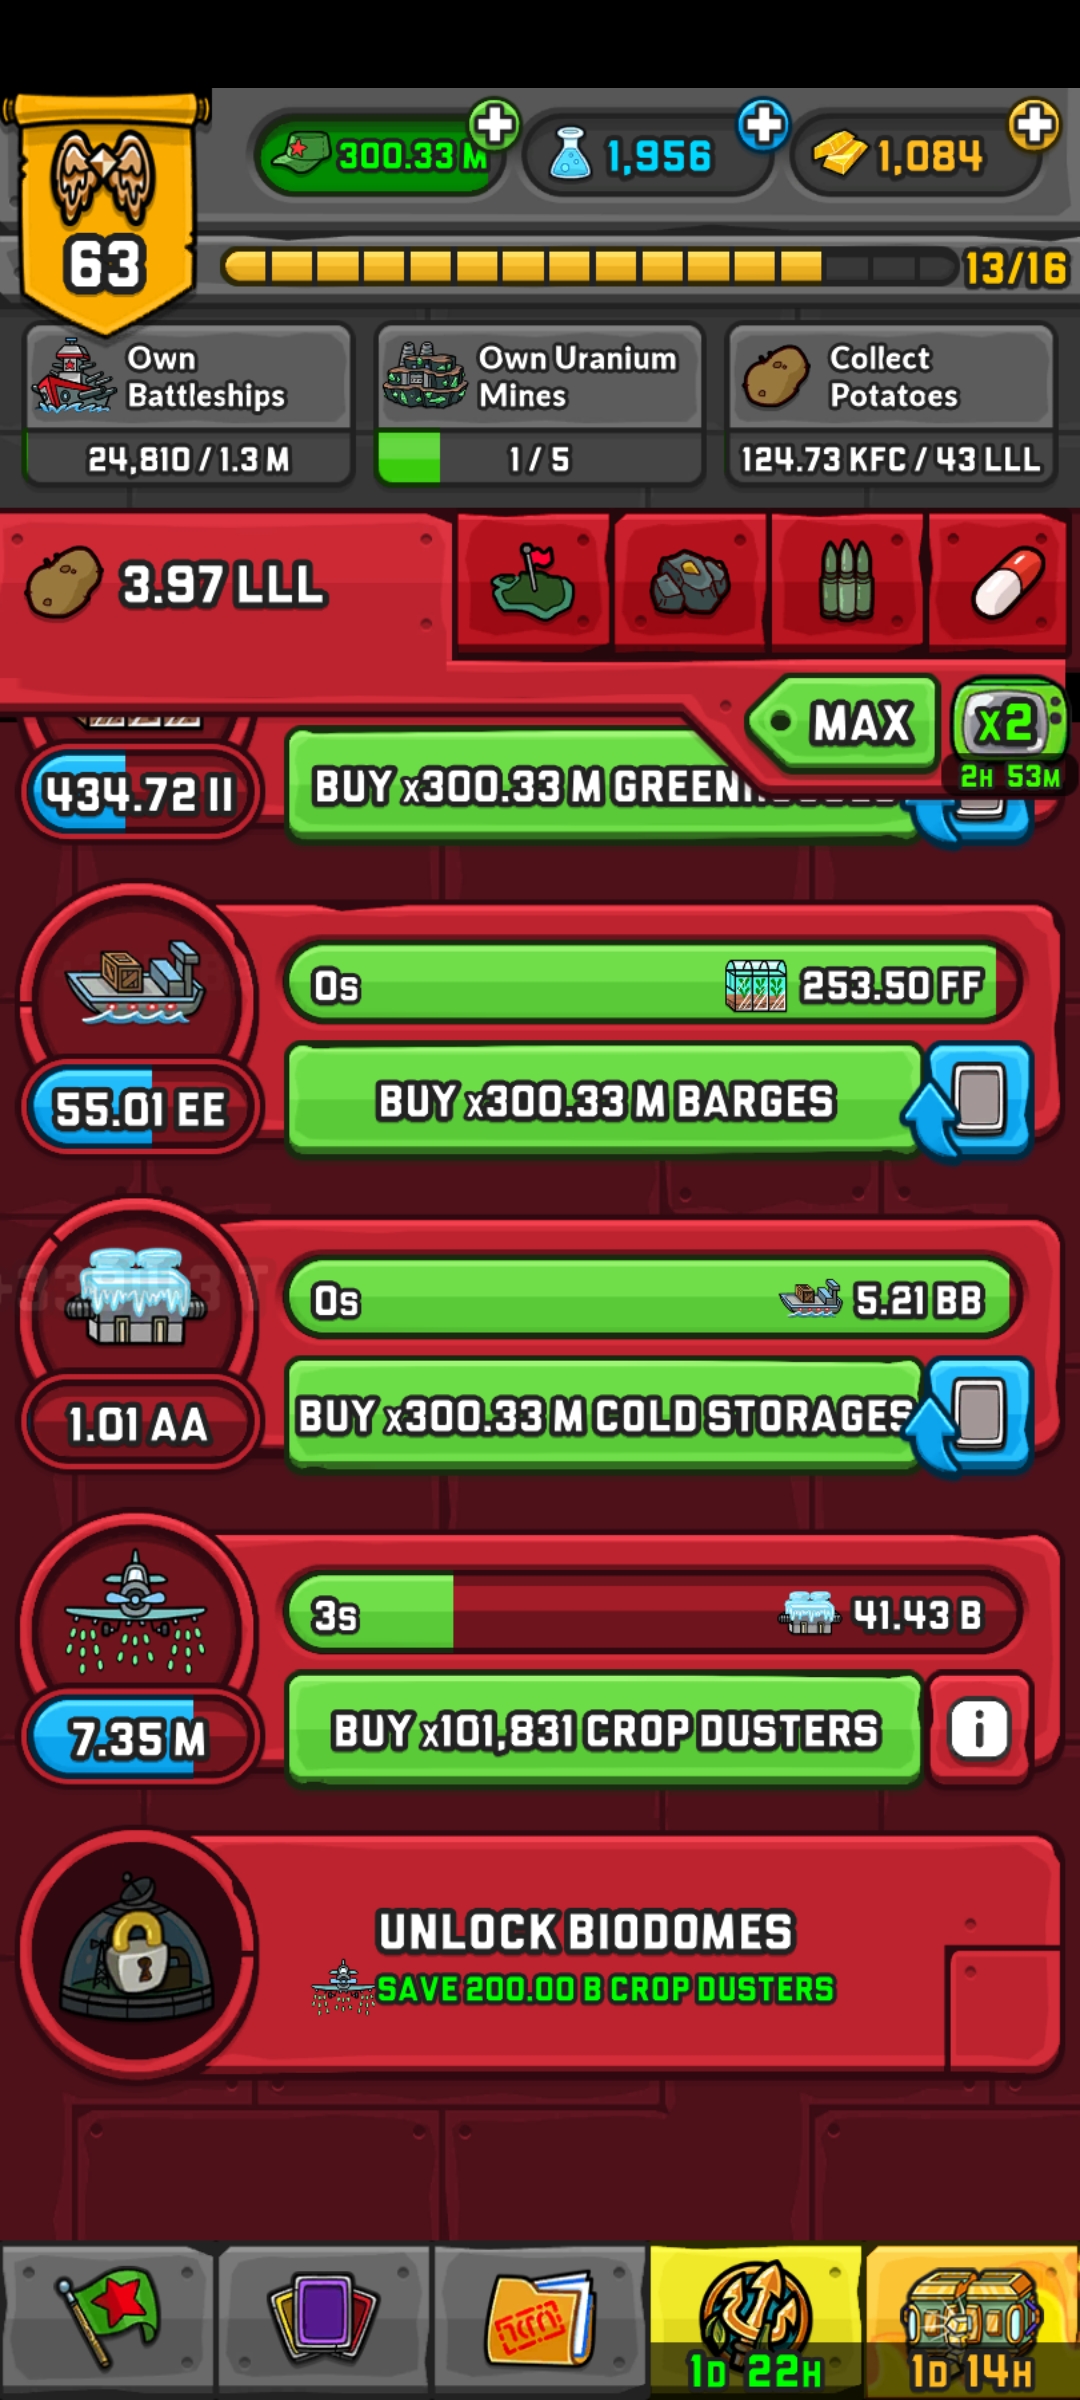 300.33 M
1,956
1,084
63
13/16
Own
Battleships
24,810 / 1.3 M
Own Uranium
Mines
1 / 5
Collect
Potatoes
124.73 KFC / 43 LLL
3.97 LLL
MAX
X2
2H 53M
434.72 II
BUY x300.33 M
0s
253.50 FF
55.01 EE
BUY x300.33 M BARGES
0s
5.21 BB
1.01 AA
BUY x300.33 M COLD STORAGES
3s
41.43 B
7.35 M
BUY x101,831 CROP DUSTERS
i
UNLOCK BIODOMES
SAVE 200.00 B CROP DUSTERS
1D 22H
1D 14H